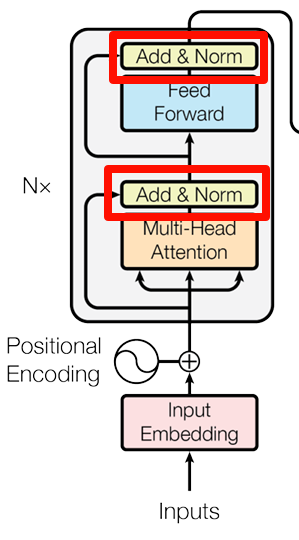 Add & Norm
Feed
Forward
N×
Add & Norm
Multi-Head
Attention
Positional
Encoding
Input
Embedding
Inputs